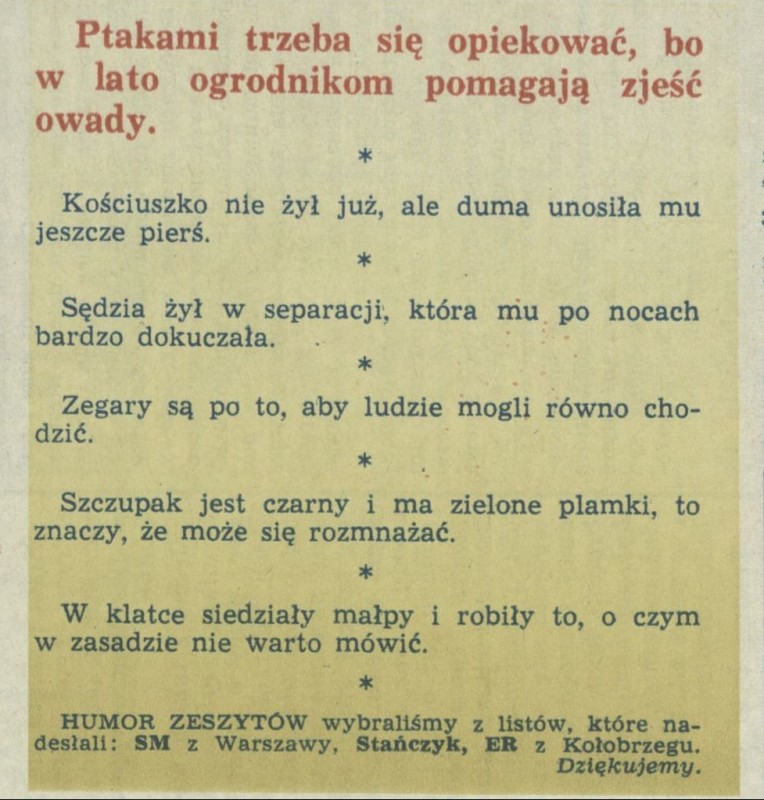 Ptakami trzeba się opiekować, bo
w lato ogrodnikom pomagają zjeść
owady.
*
Kościuszko nie żył już, ale duma unosiła mu
jeszcze pierś.
*
Sędzia żył w separacji, która mu po nocach
bardzo dokuczała.
*
Zegary są po to, aby ludzie mogli równo cho-
dzić.
*
Szczupak jest czarny i ma zielone plamki, to
znaczy, że może się rozmnażać.
*
W klatce siedziały małpy i robiły to, o czym
w zasadzie nie warto mówić.
*
HUMOR ZESZYTÓW wybraliśmy z listów, które na-
desłali: SM z Warszawy, Stańczyk, ER z Kołobrzegu.
Dziękujemy.